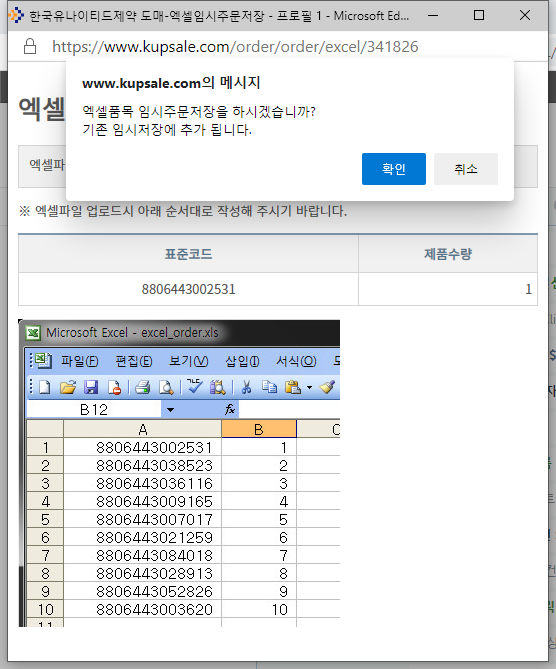 한국유나이티드제약 도매-엑셀임시주문저장 - 프로필 1 - Microsoft Ed...
https://www.kupsale.com/order/order/excel/341826
www.kupsale.com의 메시지
엑셀품목 임시주문저장을 하시겠습니까?
기존 임시저장에 추가 됩니다.
확인 취소
엑셀
엑셀파
※ 엑셀파일 업로드시 아래 순서대로 작성해 주시기 바랍니다.
표준코드 제품수량
8806443002531 1
Microsoft Excel - excel_order.xls
파일(F) 편집(E) 보기(V) 삽입(I) 서식(O) 도
B12 fx
A B C
1 8806443002531 1
2 8806443038523 2
3 8806443036116 3
4 8806443009165 4
5 8806443007017 5
6 8806443021259 6
7 8806443084018 7
8 8806443028913 8
9 8806443052826 9
10 8806443003620 10
11